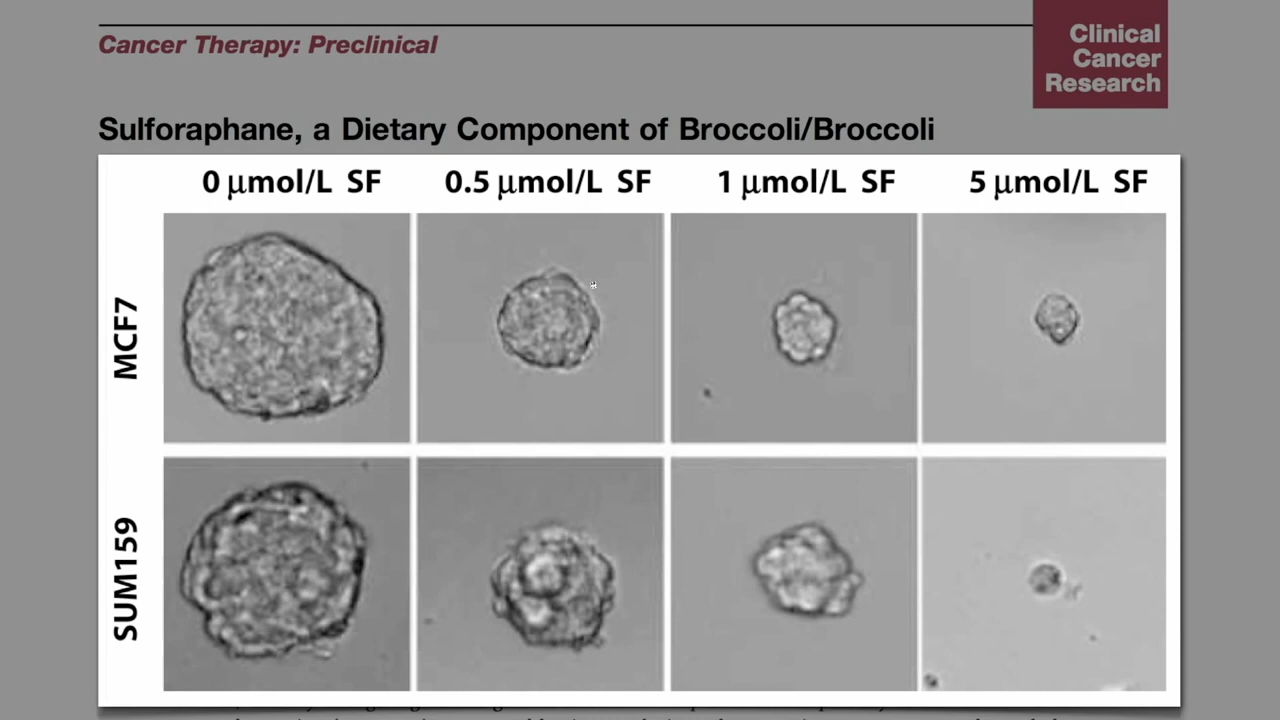 Cancer Therapy: Preclinical
Clinical
Cancer
Research
Sulforaphane, a Dietary Component of Broccoli/Broccoli
0 μmol/L SF 0.5 μmol/L SF 1 μmol/L SF 5 μmol/L SF
MCF7
SUM159